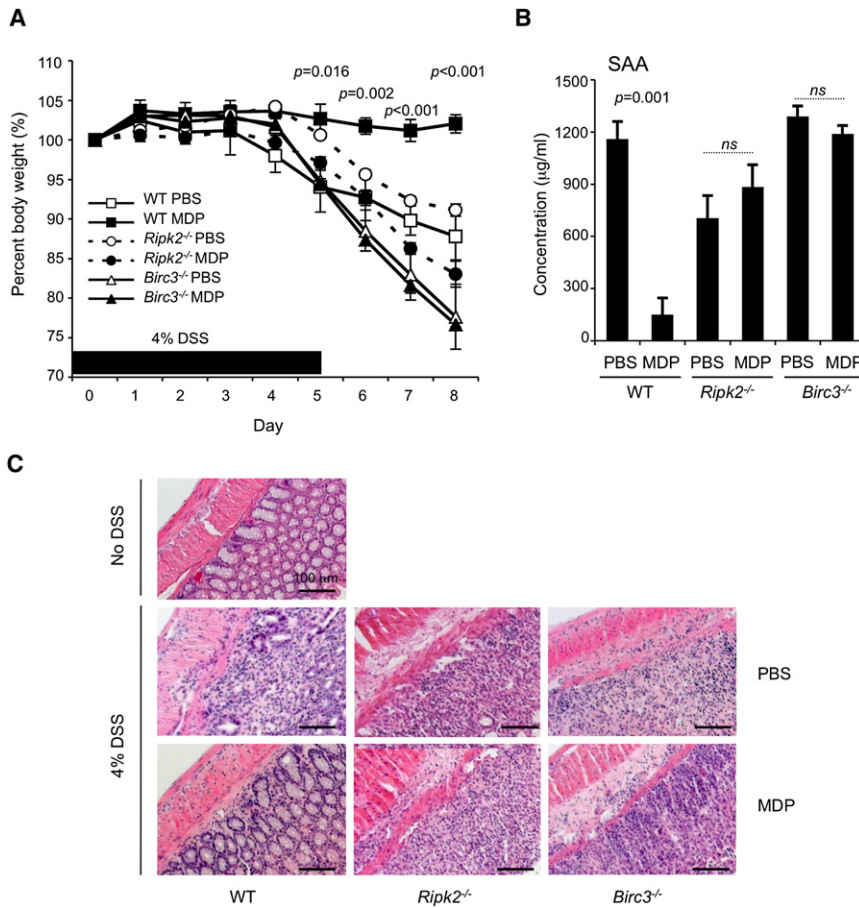 A
Percent body weight (%)
110
105
100
95
90
85
80
75
70
p=0.016
p=0.002
p<0.001
p<0.001
WT PBS
WT MDP
Ripk2-/- PBS
Ripk2-/- MDP
Birc3-/- PBS
Birc3-/- MDP
4% DSS
0 1 2 3 4 5 6 7 8
Day
B
SAA
Concentration (µg/ml)
1500
1200
900
600
300
0
p=0.001
ns
ns
PBS MDP PBS MDP PBS MDP
WT Ripk2-/- Birc3-/-
C
No DSS
100 µm
4% DSS
PBS
MDP
WT Ripk2-/- Birc3-/-